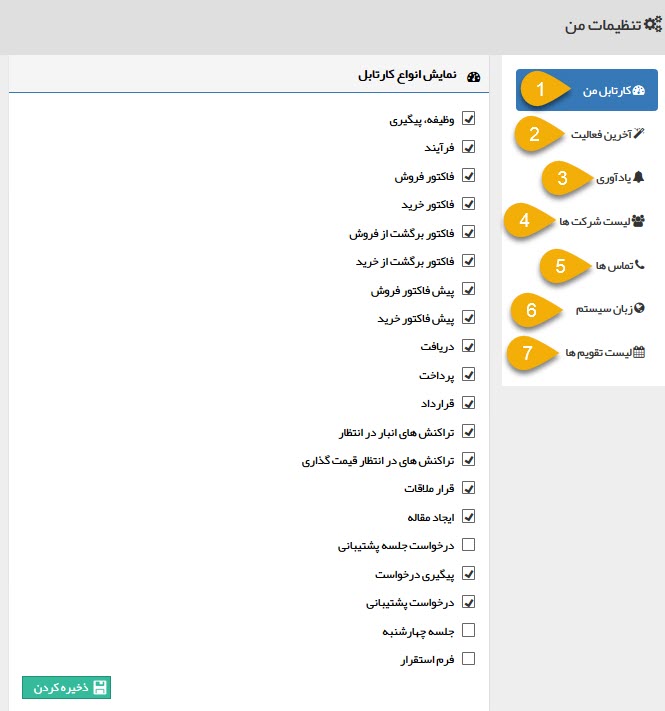 تنظیمات من
کارتابل من
1
آخرین فعالیت
2
یادآوری
3
لیست شرکت ها
4
تماس ها
5
زبان سیستم
6
لیست تقویم ها
7
نمایش انواع کارتابل
وظیفه، پیگیری
فرآیند
فاکتور فروش
فاکتور خرید
فاکتور برگشت از فروش
فاکتور برگشت از خرید
پیش فاکتور فروش
پیش فاکتور خرید
دریافت
پرداخت
قرارداد
تراکنش های انبار در انتظار
تراکنش های در انتظار قیمت گذاری
قرار ملاقات
ایجاد مقاله
درخواست جلسه پشتیبانی
پیگیری درخواست
درخواست پشتیبانی
جلسه چهارشنبه
فرم استقرار
ذخیره کردن